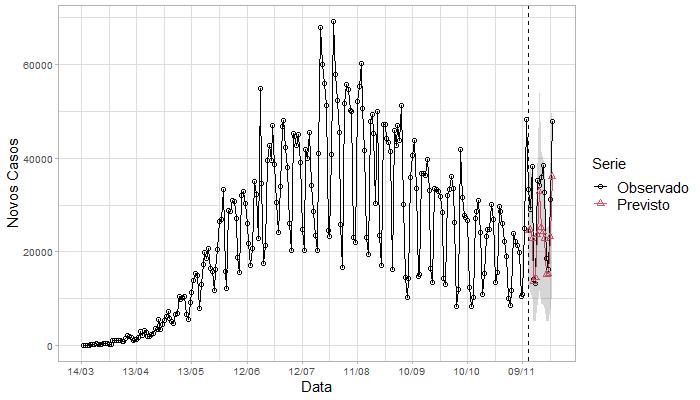 Novos Casos
60000
40000
20000
0
14/03 13/04 13/05 12/06 12/07 11/08 10/09 10/10 09/11
Data
Serie
Observado
Previsto